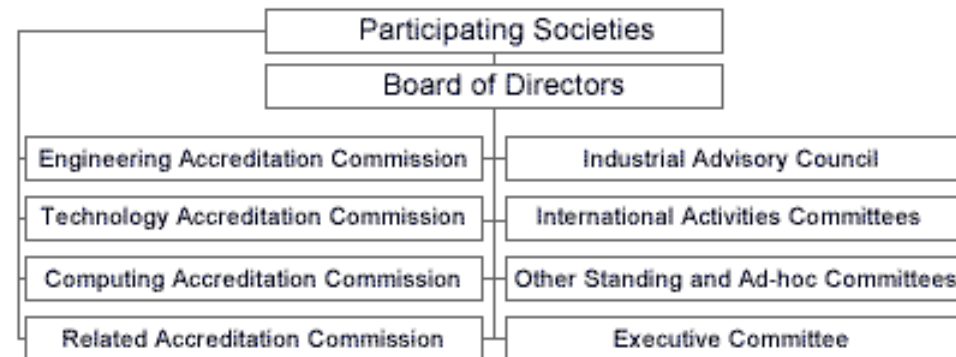 Participating Societies
Board of Directors
Engineering Accreditation Commission
Industrial Advisory Council
Technology Accreditation Commission
International Activities Committees
Computing Accreditation Commission
Other Standing and Ad-hoc Committees
Related Accreditation Commission
Executive Committee